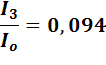 I₃/Iₒ = 0,094